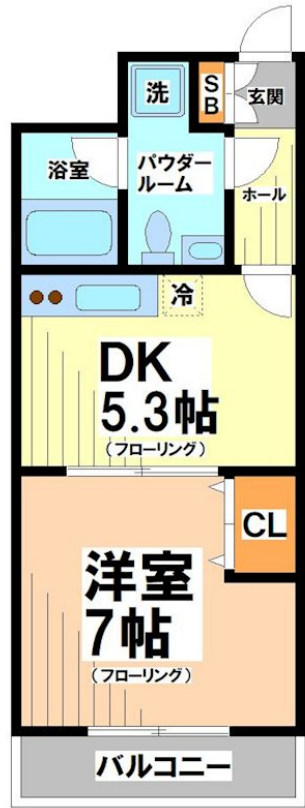 洗
SB
玄関
浴室
パウダー
ルーム
ホール
冷
DK
5.3帖
(フローリング)
CL
洋室
7帖
(フローリング)
バルコニー